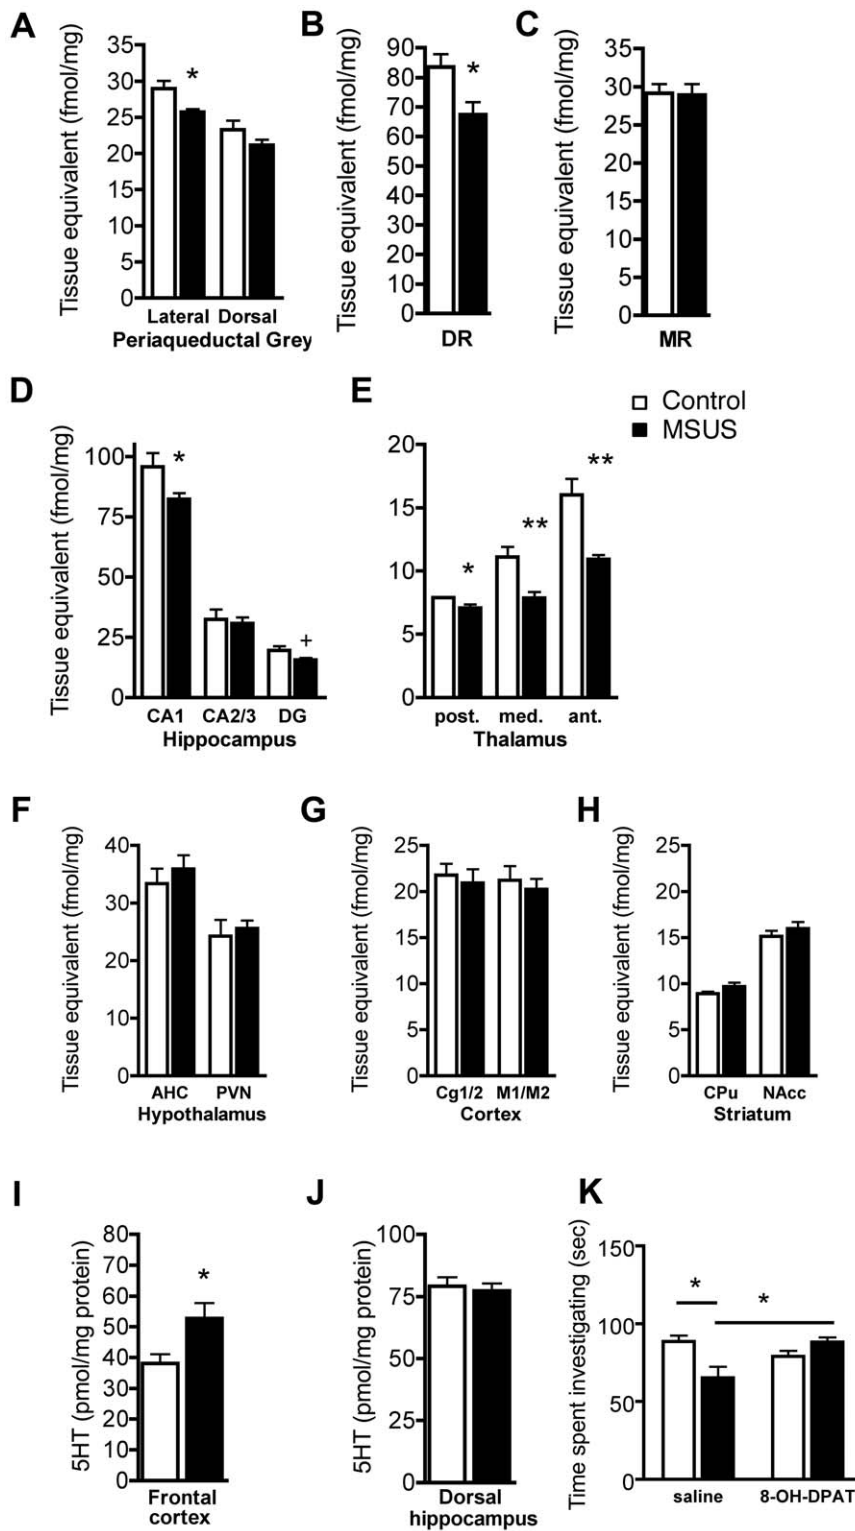 A
Tissue equivalent (fmol/mg)
35
30
25
20
15
10
5
0
*
Lateral Dorsal
Periaqueductal Grey
B
Tissue equivalent (fmol/mg)
90
80
70
60
50
40
30
20
10
0
*
DR
C
Tissue equivalent (fmol/mg)
35
30
25
20
15
10
5
0
MR
D
Tissue equivalent (fmol/mg)
100
75
50
25
0
*
+
CA1 CA2/3 DG
Hippocampus
E
Control
MSUS
20
15
10
5
0
*
**
**
post. med. ant.
Thalamus
F
Tissue equivalent (fmol/mg)
40
30
20
10
0
AHC PVN
Hypothalamus
G
Tissue equivalent (fmol/mg)
25
20
15
10
5
0
Cg1/2 M1/M2
Cortex
H
Tissue equivalent (fmol/mg)
25
20
15
10
5
0
CPu NAcc
Striatum
I
5HT (pmol/mg protein)
80
70
60
50
40
30
20
10
0
*
Frontal
cortex
J
5HT (pmol/mg protein)
100
75
50
25
0
Dorsal
hippocampus
K
Time spent investigating (sec)
150
100
50
0
*
*
saline 8-OH-DPAT